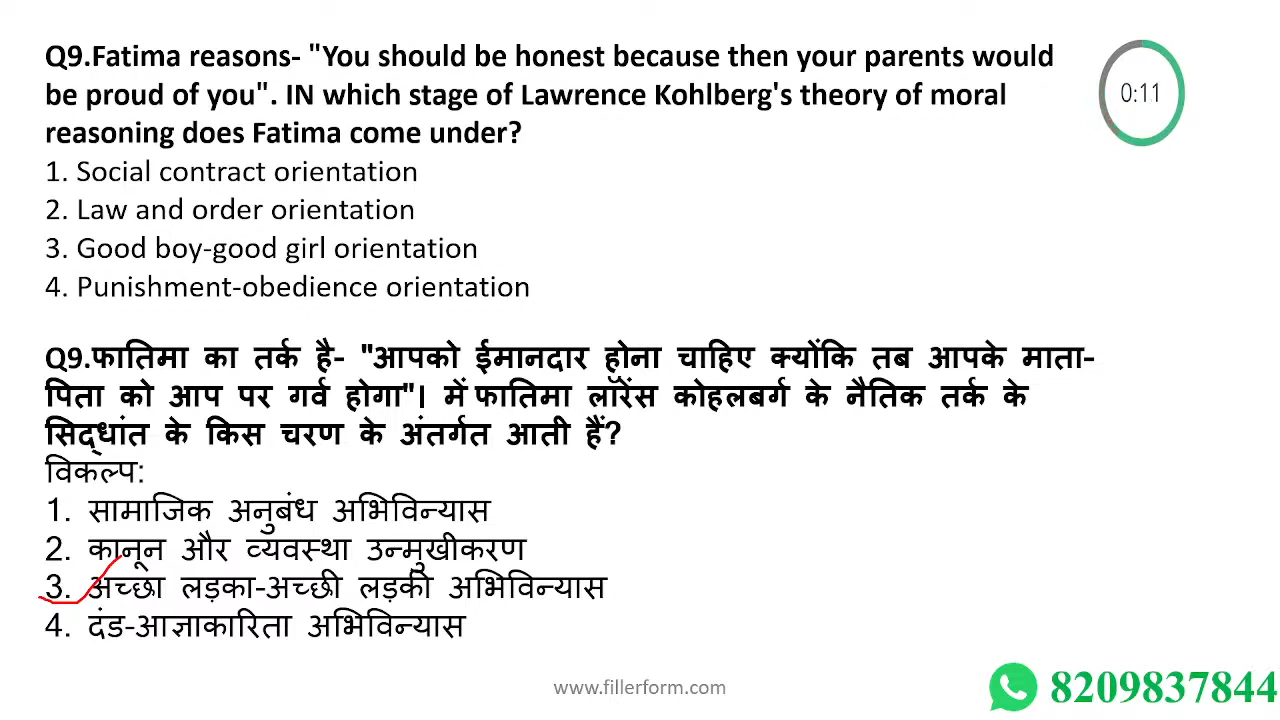 Q9.Fatima reasons- "You should be honest because then your parents would
be proud of you". IN which stage of Lawrence Kohlberg's theory of moral
reasoning does Fatima come under?
0:11
1. Social contract orientation
2. Law and order orientation
3. Good boy-good girl orientation
4. Punishment-obedience orientation
Q9.फातिमा का तर्क है- "आपको ईमानदार होना चाहिए क्योंकि तब आपके माता-
पिता को आप पर गर्व होगा"। में फातिमा लॉरेंस कोहलबर्ग के नैतिक तर्क के
सिद्धांत के किस चरण के अंतर्गत आती हैं?
विकल्प:
1. सामाजिक अनुबंध अभिविन्यास
2. कानून और व्यवस्था उन्मुखीकरण
3. अच्छा लड़का-अच्छी लड़की अभिविन्यास
4. दंड-आज्ञाकारिता अभिविन्यास
www.fillerform.com
8209837844